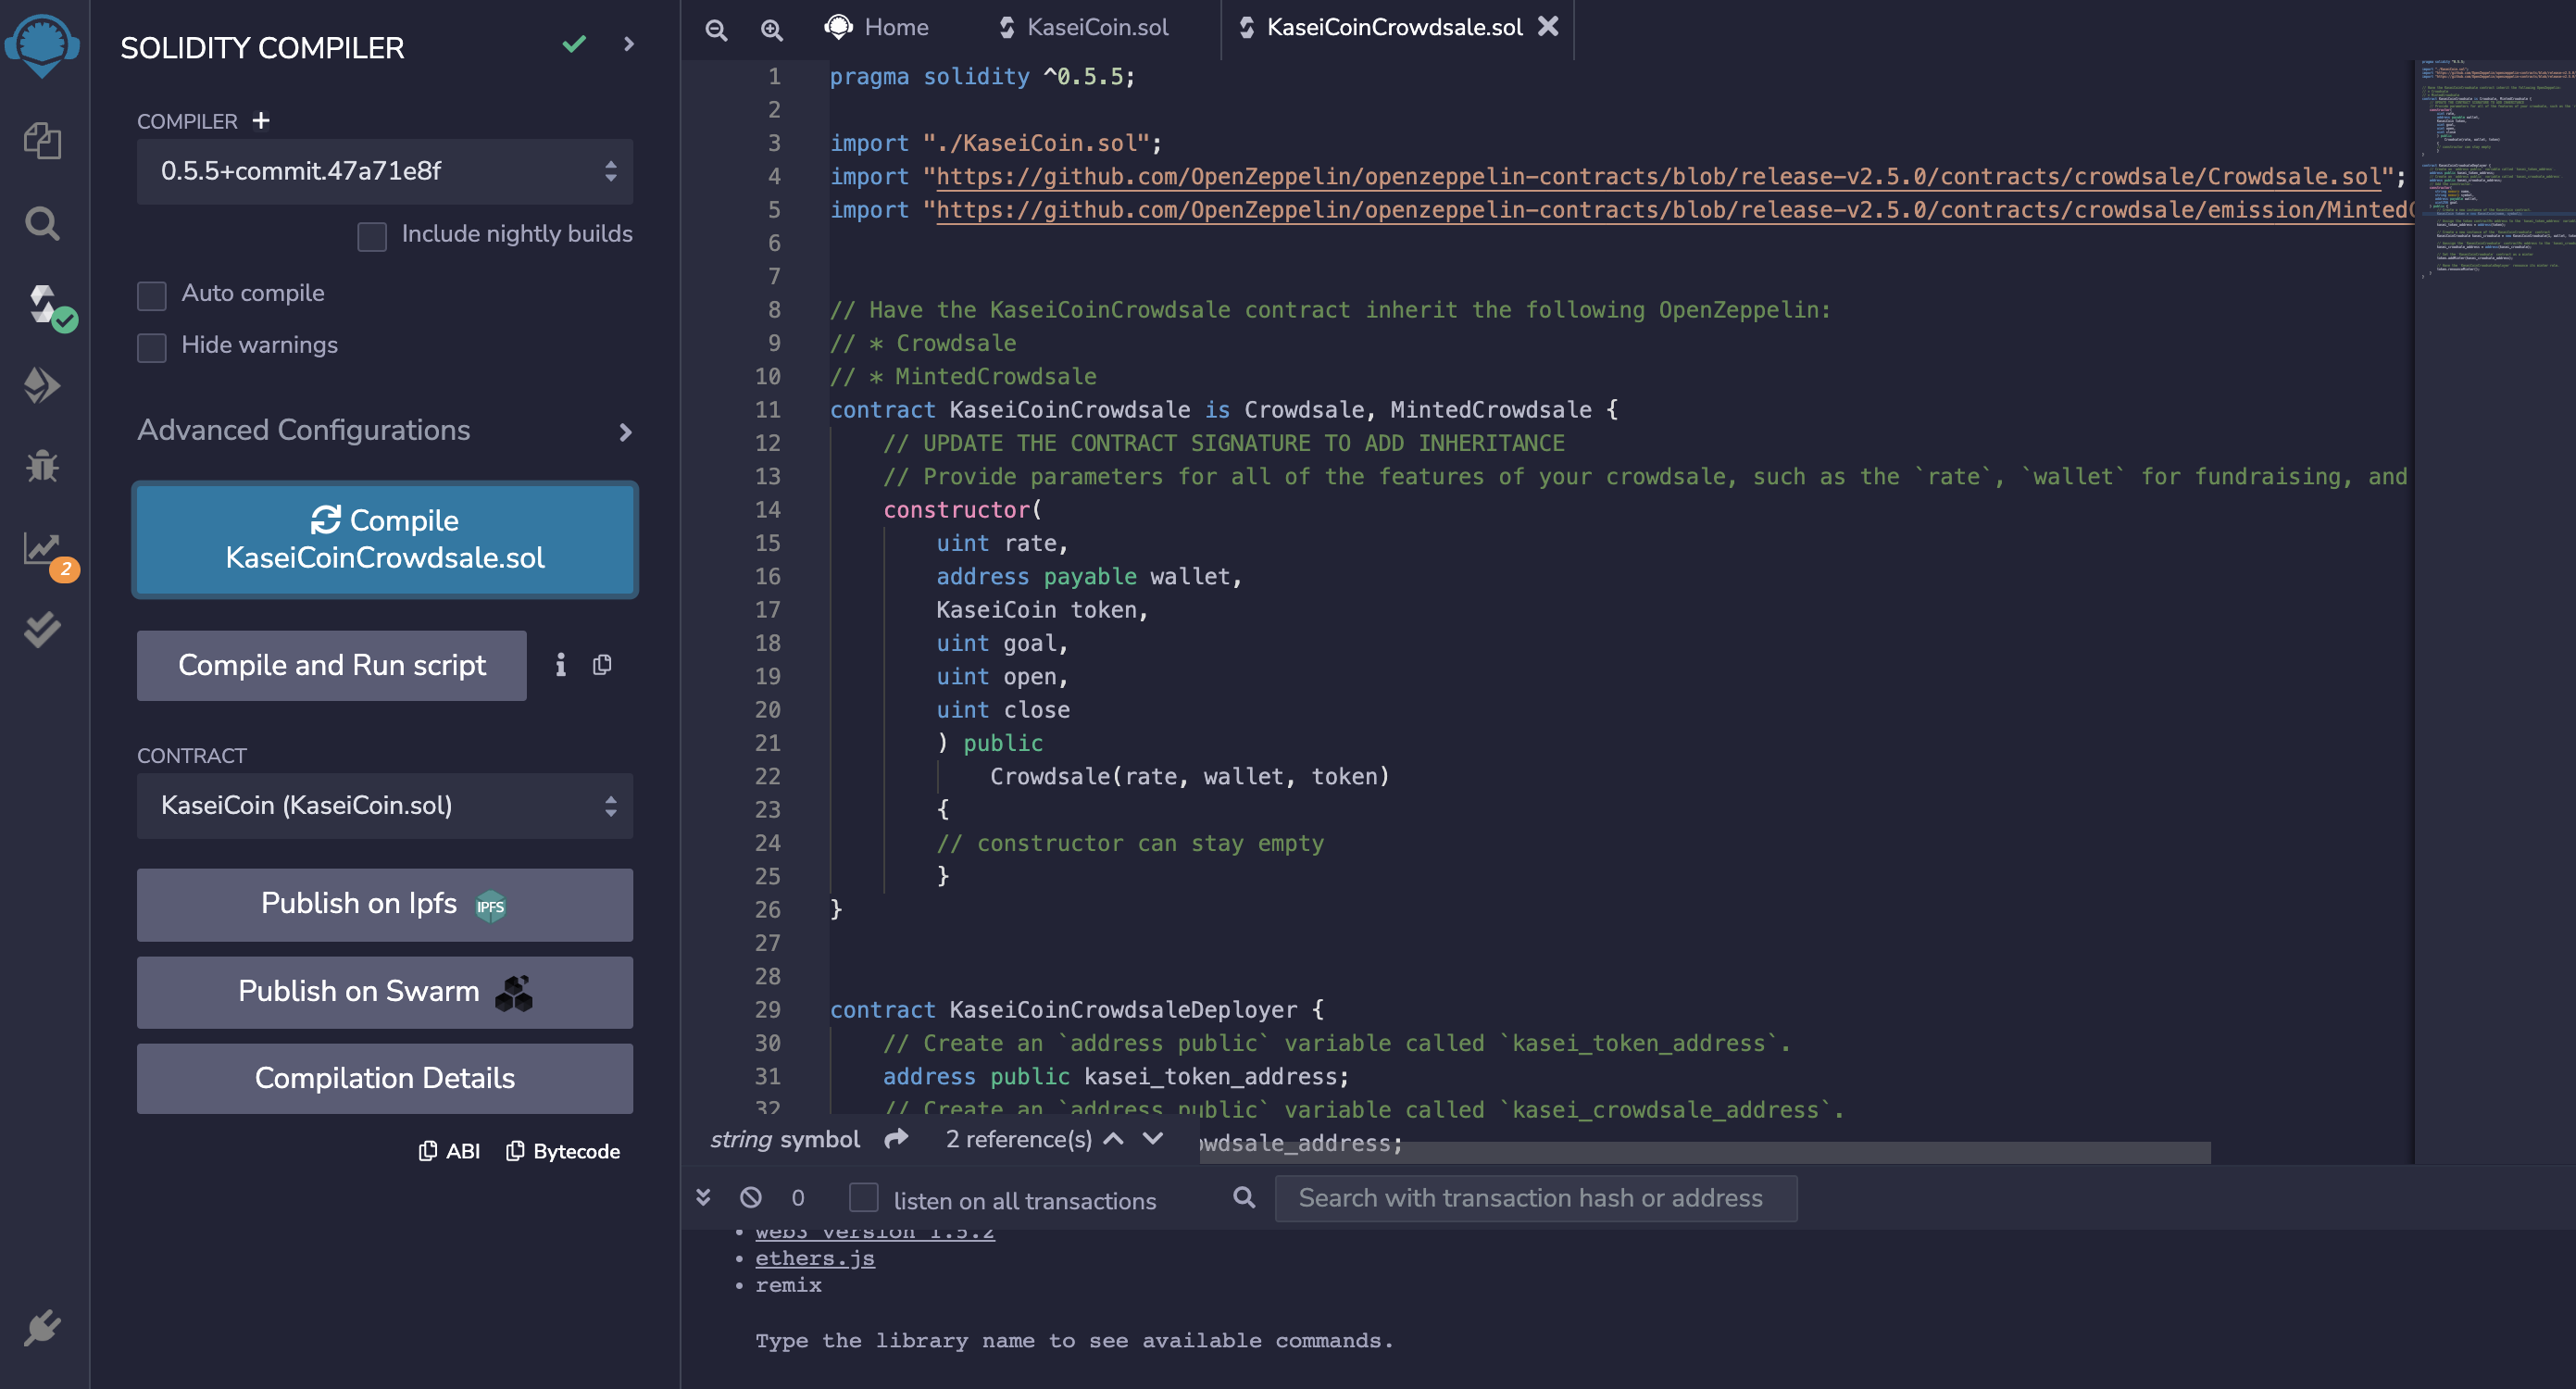 SOLIDITY COMPILER
COMPILER
0.5.5+commit.47a71e8f
Include nightly builds
Auto compile
Hide warnings
Advanced Configurations
Compile
KaseiCoinCrowdsale.sol
Compile and Run script
CONTRACT
KaseiCoin (KaseiCoin.sol)
Publish on Ipfs IPFS
Publish on Swarm
Compilation Details
ABI Bytecode
2
Home KaseiCoin.sol KaseiCoinCrowdsale.sol
1 pragma solidity ^0.5.5;
2
3 import "./KaseiCoin.sol";
4 import "https://github.com/OpenZeppelin/openzeppelin-contracts/blob/release-v2.5.0/contracts/crowdsale/Crowdsale.sol";
5 import "https://github.com/OpenZeppelin/openzeppelin-contracts/blob/release-v2.5.0/contracts/crowdsale/emission/Minted
6
7
8 // Have the KaseiCoinCrowdsale contract inherit the following OpenZeppelin:
9 // * Crowdsale
10 // * MintedCrowdsale
11 contract KaseiCoinCrowdsale is Crowdsale, MintedCrowdsale {
12 // UPDATE THE CONTRACT SIGNATURE TO ADD INHERITANCE
13 // Provide parameters for all of the features of your crowdsale, such as the `rate`, `wallet` for fundraising, and
14 constructor(
15 uint rate,
16 address payable wallet,
17 KaseiCoin token,
18 uint goal,
19 uint open,
20 uint close
21 ) public
22 Crowdsale(rate, wallet, token)
23 {
24 // constructor can stay empty
25 }
26 }
27
28
29 contract KaseiCoinCrowdsaleDeployer {
30 // Create an `address public` variable called `kasei_token_address`.
31 address public kasei_token_address;
32 // Create an `address public` variable called `kasei_crowdsale_address`.
wdsale_address;
string symbol 2 reference(s)
0 listen on all transactions Search with transaction hash or address
web3 version 1.5.2
ethers.js
remix
Type the library name to see available commands.